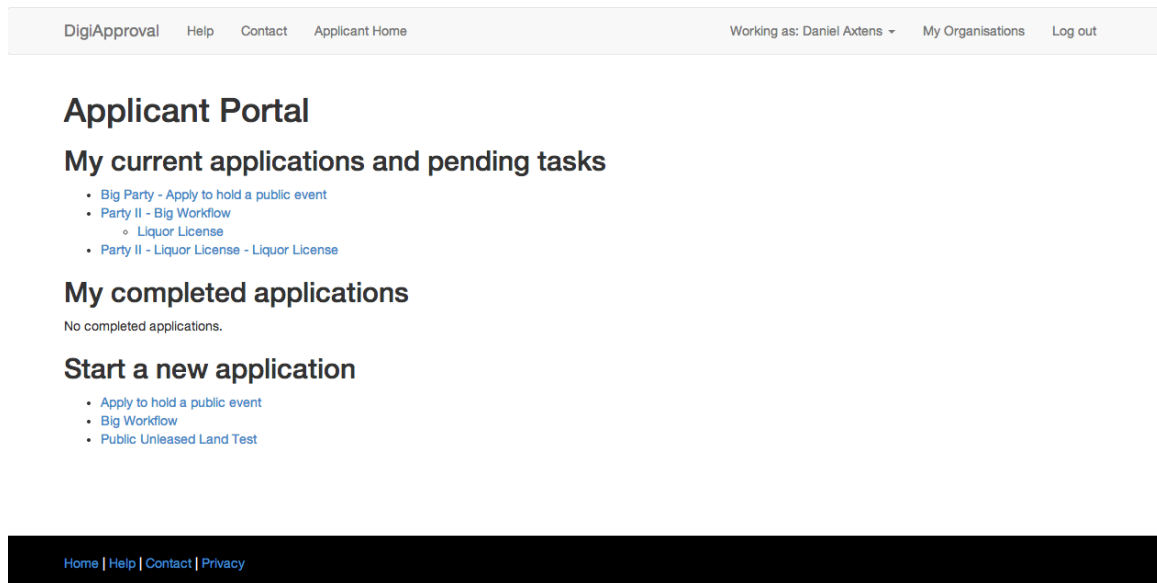 DigiApproval Help Contact Applicant Home Working as: Daniel Axtens My Organisations Log out
Applicant Portal
My current applications and pending tasks
Big Party - Apply to hold a public event
Party II - Big Workflow
Liquor License
Party II - Liquor License - Liquor License
My completed applications
No completed applications.
Start a new application
Apply to hold a public event
Big Workflow
Public Unleased Land Test
Home | Help | Contact | Privacy